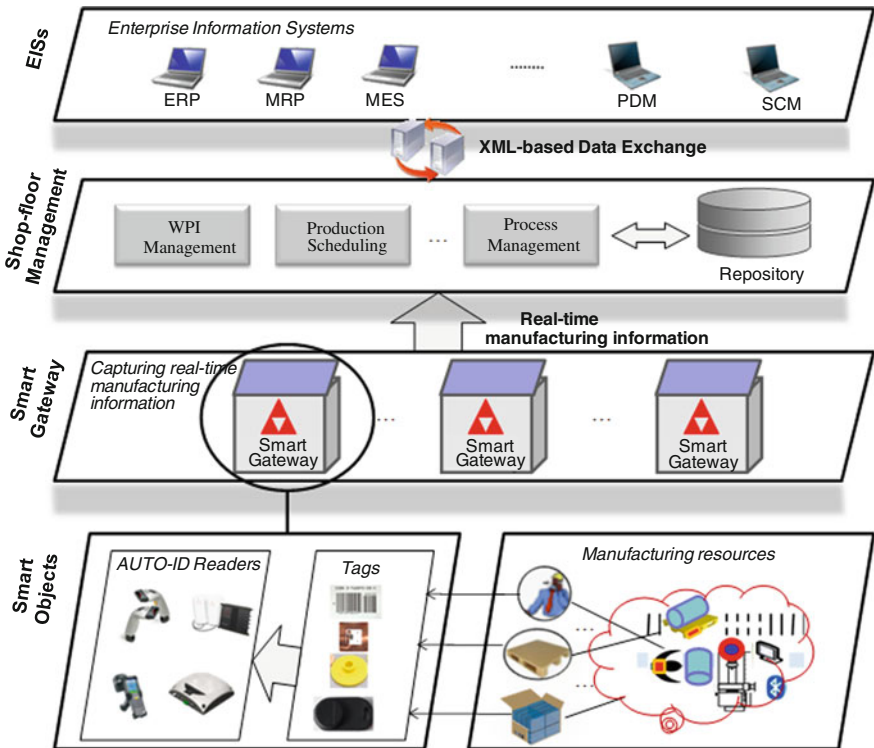 EISs
Enterprise Information Systems
ERP
MRP
MES
........
PDM
SCM
XML-based Data Exchange
Shop-floor
Management
WPI
Management
Production
Scheduling
...
Process
Management
Repository
Real-time
manufacturing information
Smart
Gateway
Capturing real-time
manufacturing
information
Smart
Gateway
...
Smart
Gateway
...
Smart
Gateway
Smart
Objects
AUTO-ID Readers
Tags
Manufacturing resources
...
...